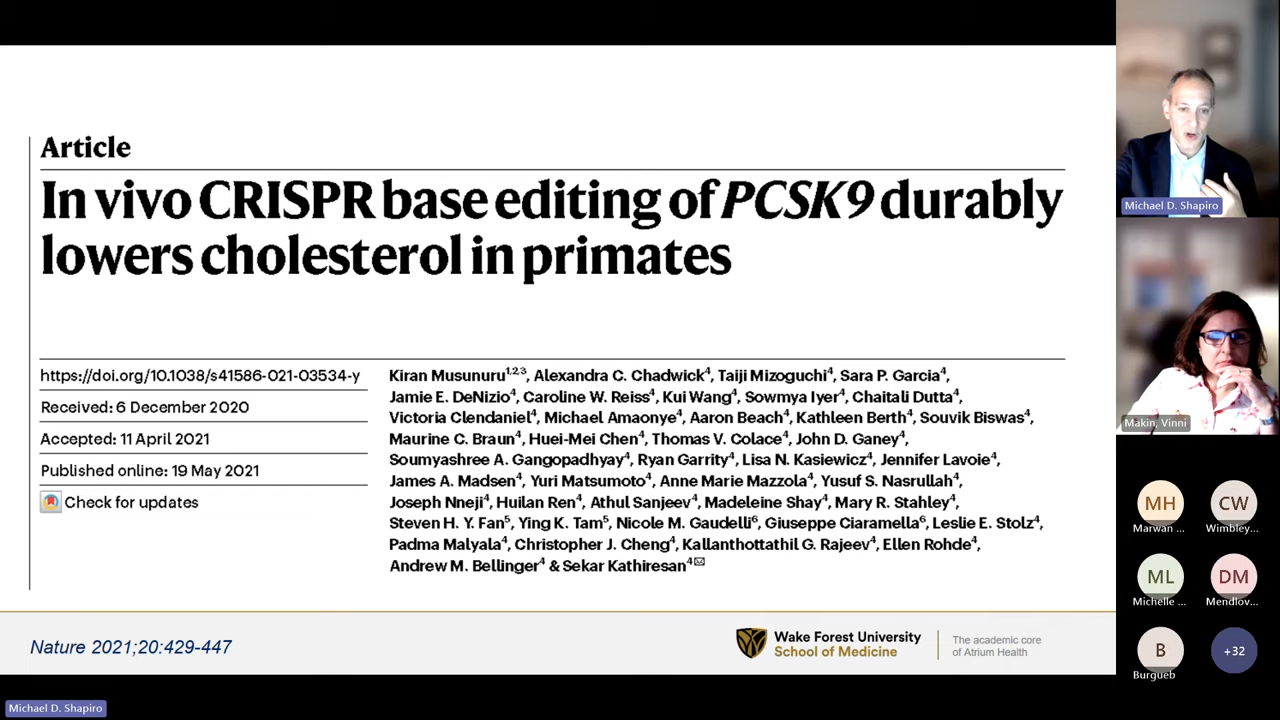 Article
In vivo CRISPR base editing of PCSK9 durably
lowers cholesterol in primates
https://doi.org/10.1038/s41586-021-03534-y
Received: 6 December 2020
Accepted: 11 April 2021
Published online: 19 May 2021
Check for updates
Kiran Musunuru1,2,3, Alexandra C. Chadwick4, Taiji Mizoguchi4, Sara P. Garcia4,
Jamie E. DeNizio4, Caroline W. Reiss4, Kui Wang4, Sowmya Iyer4, Chaitali Dutta4,
Victoria Clendaniel4, Michael Amaonye4, Aaron Beach4, Kathleen Berth4, Souvik Biswas4,
Maurine C. Braun4, Huei-Mei Chen4, Thomas V. Colace4, John D. Ganey4,
Soumyashree A. Gangopadhyay4, Ryan Garrity4, Lisa N. Kasiewicz4, Jennifer Lavoie4,
James A. Madsen4, Yuri Matsumoto4, Anne Marie Mazzola4, Yusuf S. Nasrullah4,
Joseph Nneji4, Huilan Ren4, Athul Sanjeev4, Madeleine Shay4, Mary R. Stahley4,
Steven H. Y. Fan5, Ying K. Tam5, Nicole M. Gaudelli6, Giuseppe Ciaramella6, Leslie E. Stolz4,
Padma Malyala4, Christopher J. Cheng4, Kallanthottathil G. Rajeev4, Ellen Rohde4,
Andrew M. Bellinger4 & Sekar Kathiresan4✉
Nature 2021;20:429-447
Wake Forest University
School of Medicine
The academic core
of Atrium Health
Michael D. Shapiro
Makin, Vinni
MH
Marwan ...
CW
Wimbley...
ML
Michelle ...
DM
Mendlov...
B
Burgueb
+32
Michael D. Shapiro